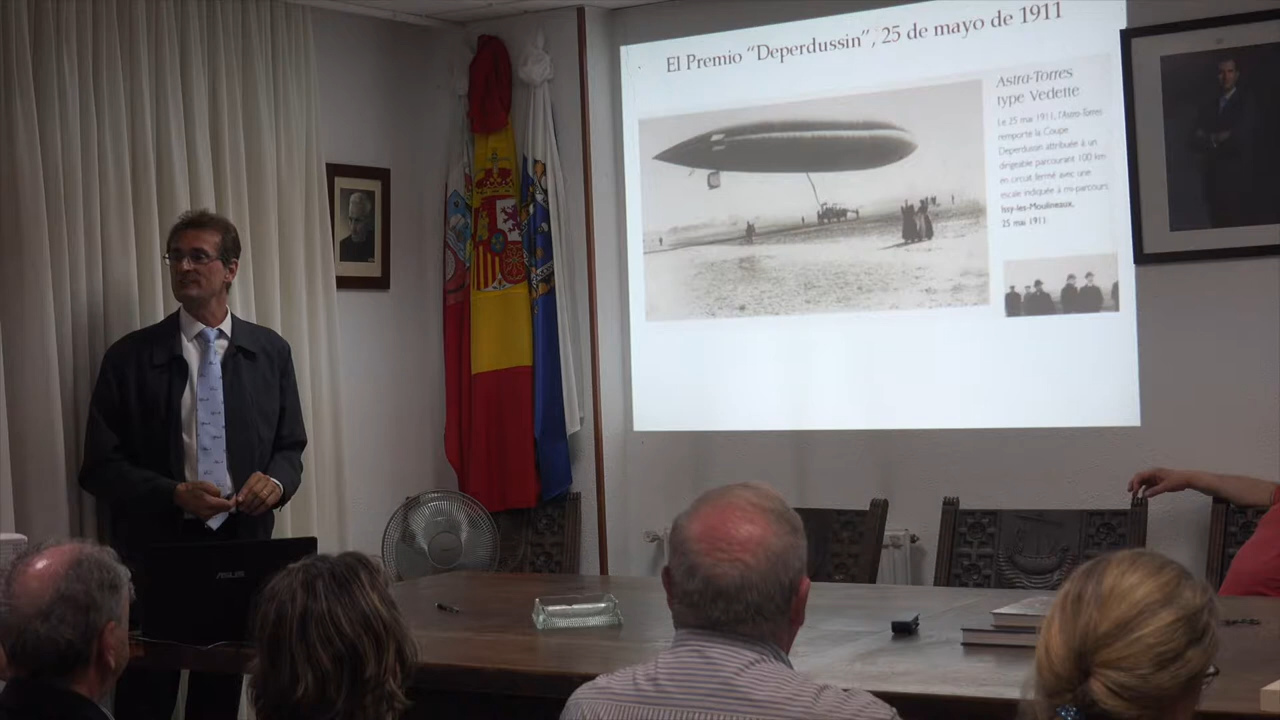 El Premio “Deperdussin”, 25 de mayo de 1911
Astra-Torres
type Vedette
Le 25 mai 1911, l'Astra-Torres
remporte la Coupe
Deperdussin attribuée à un
dirigeable parcourant 100 km
en circuit fermé avec une
escale indiquée à mi-parcours.
Issy-les-Moulineaux,
25 mai 1911.
ASUS